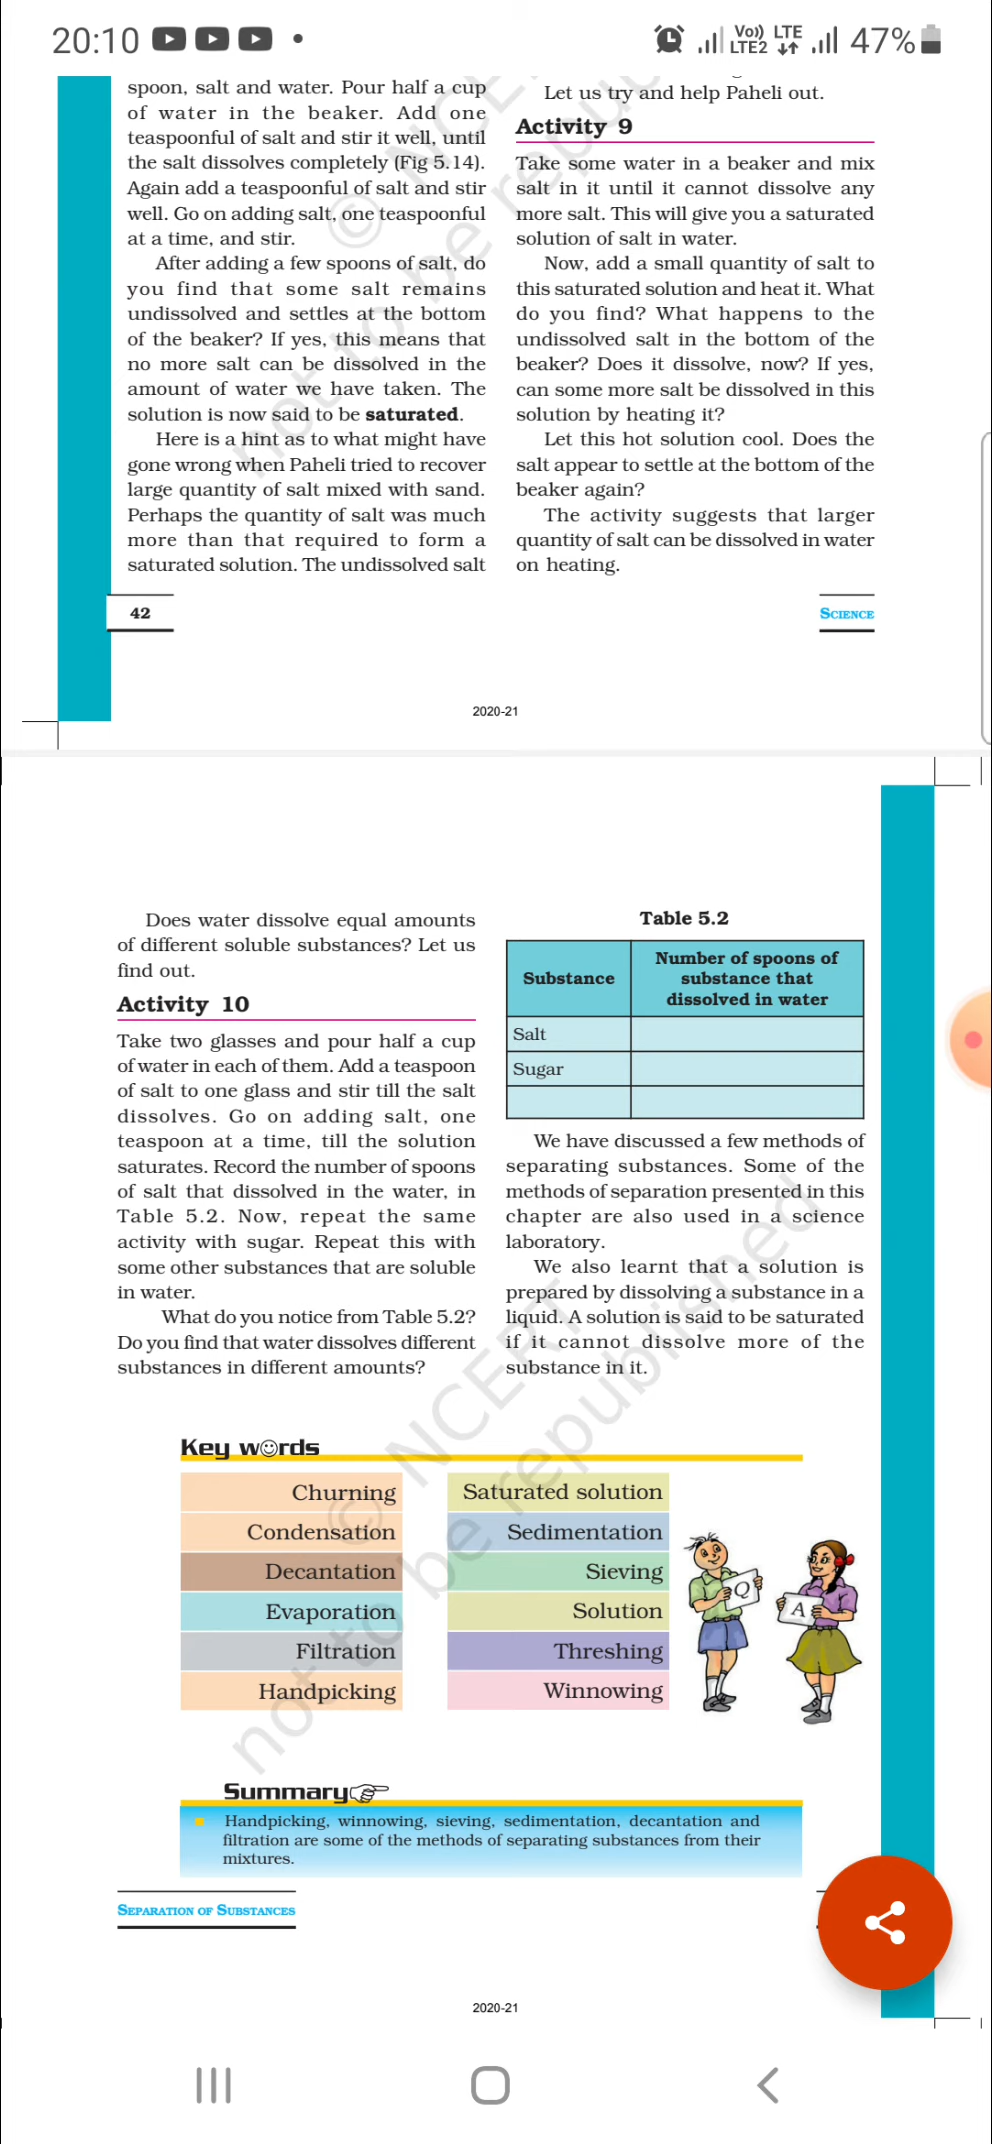 20:10
Vo)) LTE
LTE2
47%
spoon, salt and water. Pour half a cup
of water in the beaker. Add one
teaspoonful of salt and stir it well, until
the salt dissolves completely (Fig 5.14).
Again add a teaspoonful of salt and stir
well. Go on adding salt, one teaspoonful
at a time, and stir.
After adding a few spoons of salt, do
you find that some salt remains
undissolved and settles at the bottom
of the beaker? If yes, this means that
no more salt can be dissolved in the
amount of water we have taken. The
solution is now said to be saturated.
Here is a hint as to what might have
gone wrong when Paheli tried to recover
large quantity of salt mixed with sand.
Perhaps the quantity of salt was much
more than that required to form a
saturated solution. The undissolved salt
Let us try and help Paheli out.
Activity 9
Take some water in a beaker and mix
salt in it until it cannot dissolve any
more salt. This will give you a saturated
solution of salt in water.
Now, add a small quantity of salt to
this saturated solution and heat it. What
do you find? What happens to the
undissolved salt in the bottom of the
beaker? Does it dissolve, now? If yes,
can some more salt be dissolved in this
solution by heating it?
Let this hot solution cool. Does the
salt appear to settle at the bottom of the
beaker again?
The activity suggests that larger
quantity of salt can be dissolved in water
on heating.
© NCERT
not to be
42
SCIENCE
2020-21
Does water dissolve equal amounts
of different soluble substances? Let us
find out.
Activity 10
Take two glasses and pour half a cup
of water in each of them. Add a teaspoon
of salt to one glass and stir till the salt
dissolves. Go on adding salt, one
teaspoon at a time, till the solution
saturates. Record the number of spoons
of salt that dissolved in the water, in
Table 5.2. Now, repeat the same
activity with sugar. Repeat this with
some other substances that are soluble
in water.
What do you notice from Table 5.2?
Do you find that water dissolves different
substances in different amounts?
Table 5.2
Substance
Number of spoons of
substance that
dissolved in water
Salt
Sugar
We have discussed a few methods of
separating substances. Some of the
methods of separation presented in this
chapter are also used in a science
laboratory.
We also learnt that a solution is
prepared by dissolving a substance in a
liquid. A solution is said to be saturated
if it cannot dissolve more of the
substance in it.
© NCERT
not to be republished
Key words
Churning
Condensation
Decantation
Evaporation
Filtration
Handpicking
Saturated solution
Sedimentation
Sieving
Solution
Threshing
Winnowing
Q
A
Summary
Handpicking, winnowing, sieving, sedimentation, decantation and
filtration are some of the methods of separating substances from their
mixtures.
SEPARATION OF SUBSTANCES
2020-21